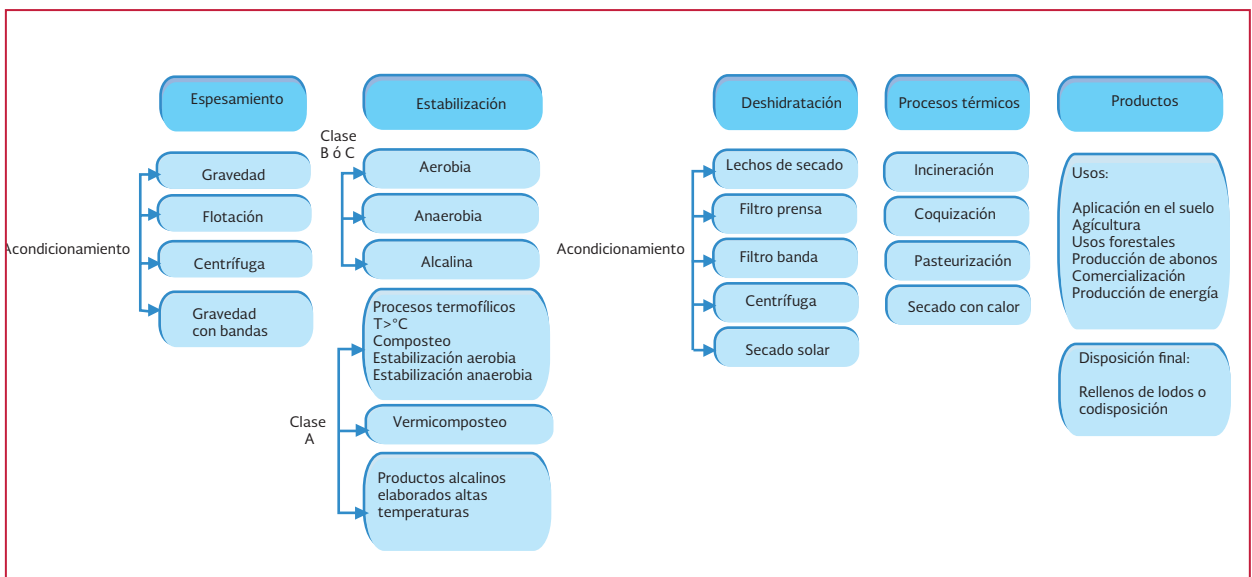 Espesamiento
Acondicionamiento
Gravedad
Flotación
Centrífuga
Gravedad
con bandas
Estabilización
Clase
B ó C
Aerobia
Anaerobia
Alcalina
Clase
A
Procesos termofílicos
T>°C
Composteo
Estabilización aerobia
Estabilización anaerobia
Vermicomposteo
Productos alcalinos
elaborados altas
temperaturas
Deshidratación
Acondicionamiento
Lechos de secado
Filtro prensa
Filtro banda
Centrífuga
Secado solar
Procesos térmicos
Incineración
Coquización
Pasteurización
Secado con calor
Productos
Usos:
Aplicación en el suelo
Agícultura
Usos forestales
Producción de abonos
Comercialización
Producción de energía
Disposición final:
Rellenos de lodos o
codisposición